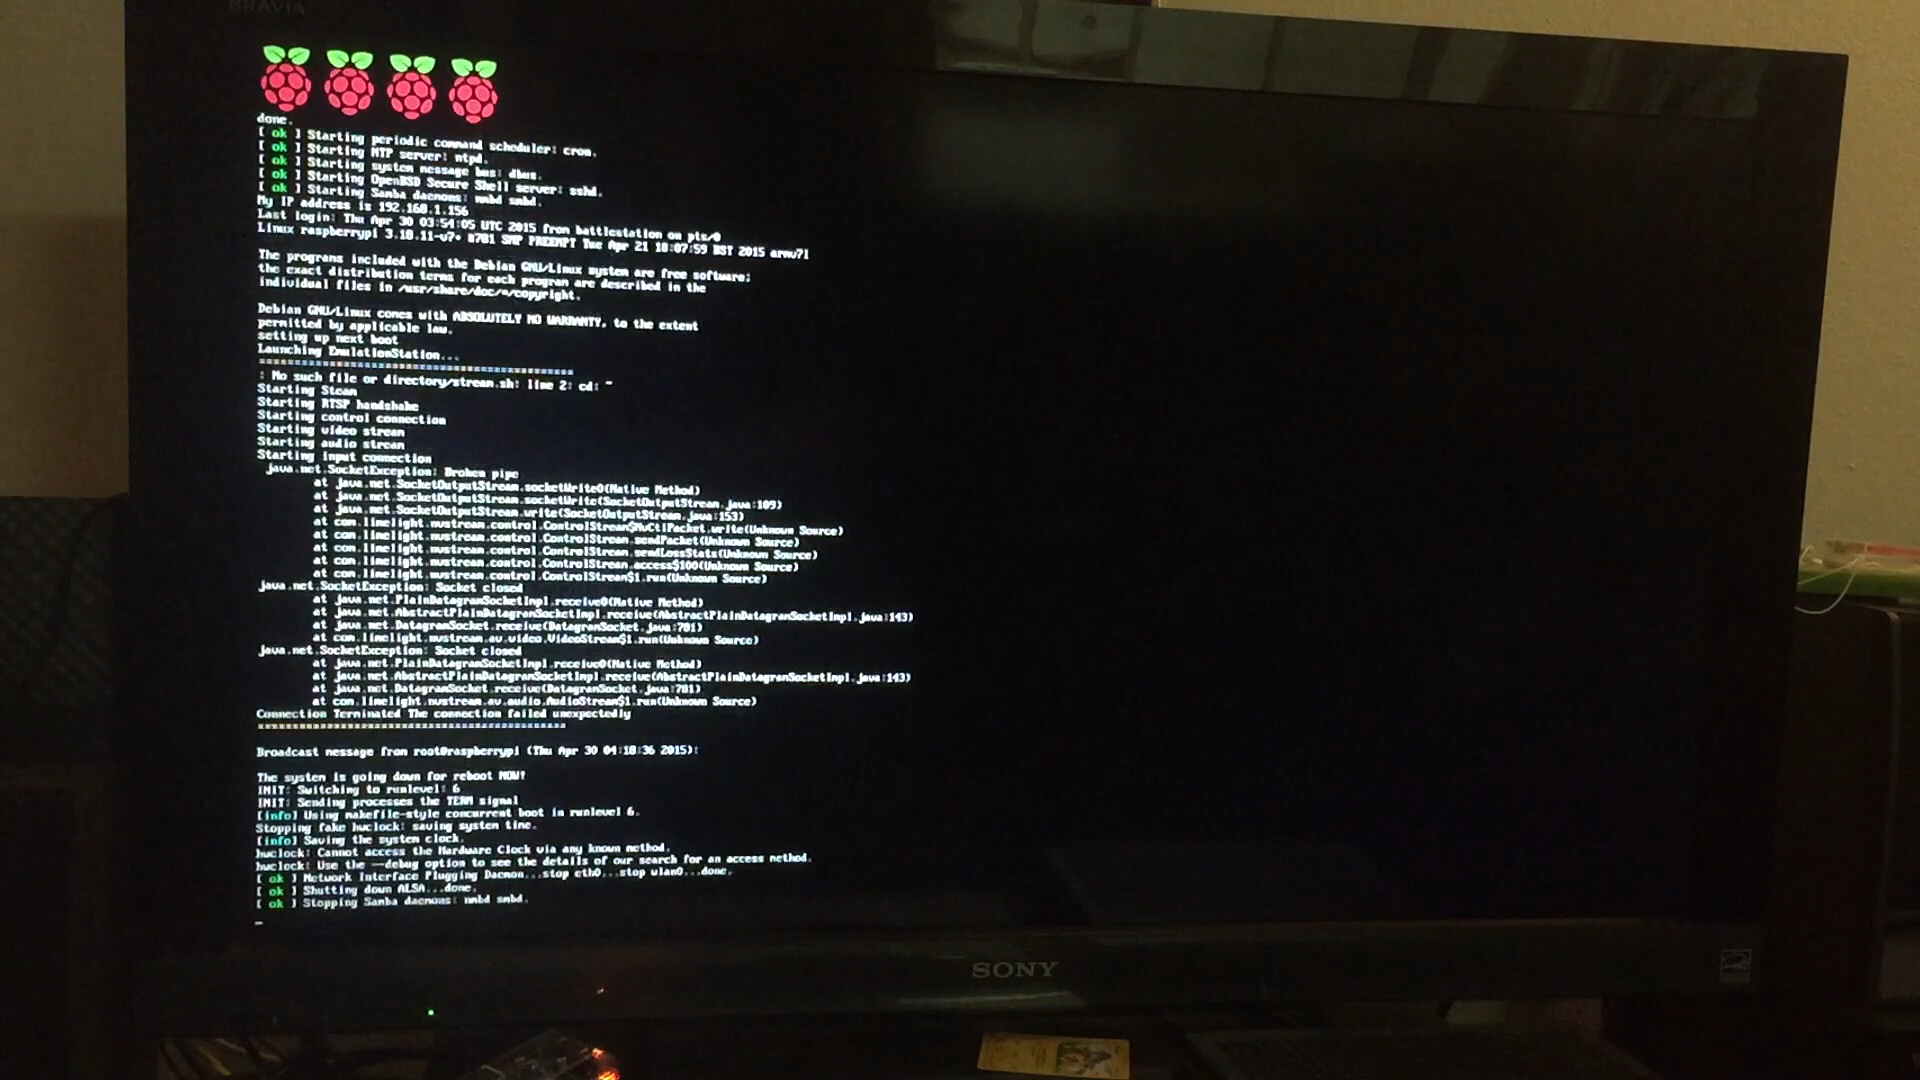 BRAVIA
done.
[ ok ] Starting periodic command scheduler: cron.
[ ok ] Starting NTP server: ntpd.
[ ok ] Starting system message bus: dbus.
[ ok ] Starting OpenBSD Secure Shell server: sshd.
[ ok ] Starting Samba daemons: nmbd smbd.
My IP address is 192.168.1.156
Last login: Thu Apr 30 03:54:05 UTC 2015 from battlestation on pts/0
Linux raspberrypi 3.18.11-v7+ #781 SMP PREEMPT Tue Apr 21 18:07:59 BST 2015 armv7l
The programs included with the Debian GNU/Linux system are free software;
the exact distribution terms for each program are described in the
individual files in /usr/share/doc/*/copyright.
Debian GNU/Linux comes with ABSOLUTELY NO WARRANTY, to the extent
permitted by applicable law.
setting up next boot
Launching EmulationStation...
: No such file or directory/stream.sh: line 2: cd: ~
Starting Steam
Starting RTSP handshake
Starting control connection
Starting video stream
Starting audio stream
Starting input connection
java.net.SocketException: Broken pipe
at java.net.SocketOutputStream.socketWrite0(Native Method)
at java.net.SocketOutputStream.socketWrite(SocketOutputStream.java:109)
at java.net.SocketOutputStream.write(SocketOutputStream.java:153)
at com.limelight.nvstream.control.ControlStream$NvCtlPacket.write(Unknown Source)
at com.limelight.nvstream.control.ControlStream.sendPacket(Unknown Source)
at com.limelight.nvstream.control.ControlStream.sendLossStats(Unknown Source)
at com.limelight.nvstream.control.ControlStream.access$100(Unknown Source)
at com.limelight.nvstream.control.ControlStream$1.run(Unknown Source)
java.net.SocketException: Socket closed
at java.net.PlainDatagramSocketImpl.receive0(Native Method)
at java.net.AbstractPlainDatagramSocketImpl.receive(AbstractPlainDatagramSocketImpl.java:143)
at java.net.DatagramSocket.receive(DatagramSocket.java:781)
at com.limelight.nvstream.av.video.VideoStream$1.run(Unknown Source)
java.net.SocketException: Socket closed
at java.net.PlainDatagramSocketImpl.receive0(Native Method)
at java.net.AbstractPlainDatagramSocketImpl.receive(AbstractPlainDatagramSocketImpl.java:143)
at java.net.DatagramSocket.receive(DatagramSocket.java:781)
at com.limelight.nvstream.av.audio.AudioStream$1.run(Unknown Source)
Connection Terminated The connection failed unexpectedly
Broadcast message from root@raspberrypi (Thu Apr 30 04:18:36 2015):
The system is going down for reboot NOW!
INIT: Switching to runlevel: 6
INIT: Sending processes the TERM signal
[info] Using makefile-style concurrent boot in runlevel 6.
Stopping fake hwclock: saving system time.
[info] Saving the system clock.
hwclock: Cannot access the Hardware Clock via any known method.
hwclock: Use the --debug option to see the details of our search for an access method.
[ ok ] Network Interface Plugging Daemon...stop eth0...stop wlan0...done.
[ ok ] Shutting down ALSA...done.
[ ok ] Stopping Samba daemons: nmbd smbd.
SONY